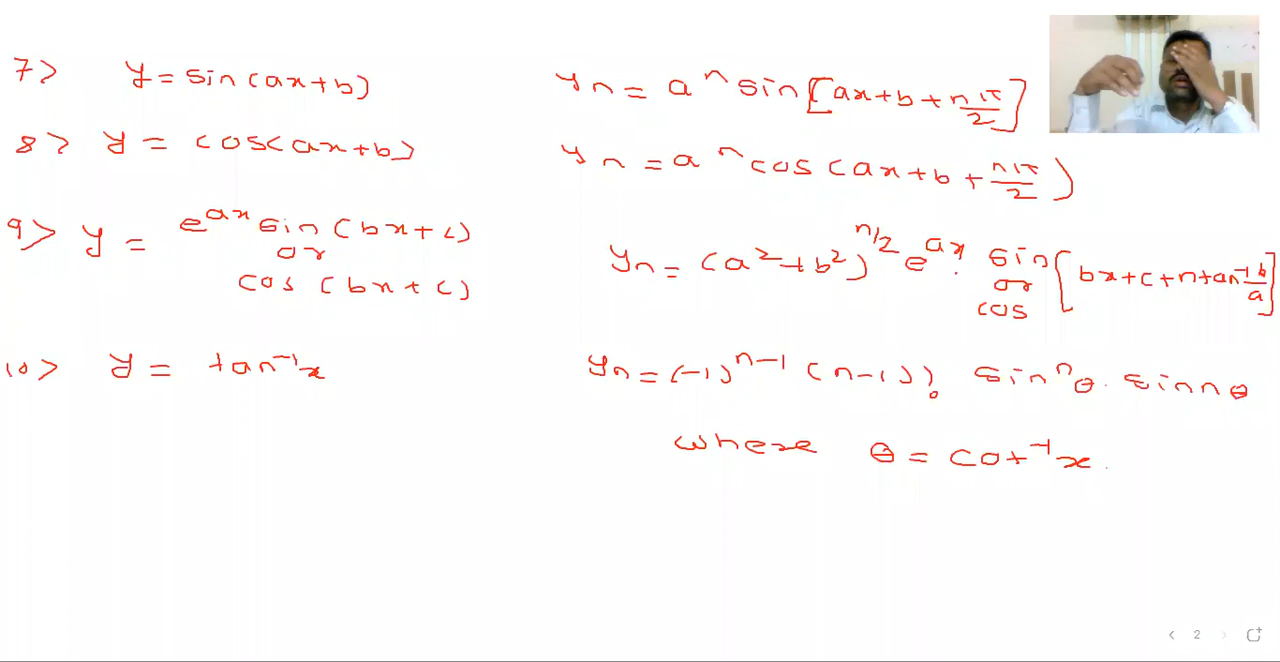 7> y = sin(ax+b) yn = a^n sin[ax+b+nπ/2]
8> y = cos(ax+b) yn = a^n cos(ax+b+nπ/2)
9> y = e^ax sin(bx+c) or cos(bx+c) yn = (a²+b²)^n/2 e^ax. sin or cos [bx+c+n tan⁻¹ b/a]
10> y = tan⁻¹x yn = (-1)^n-1 (n-1)! sin^n θ. sin nθ
where θ = cot⁻¹x.
2